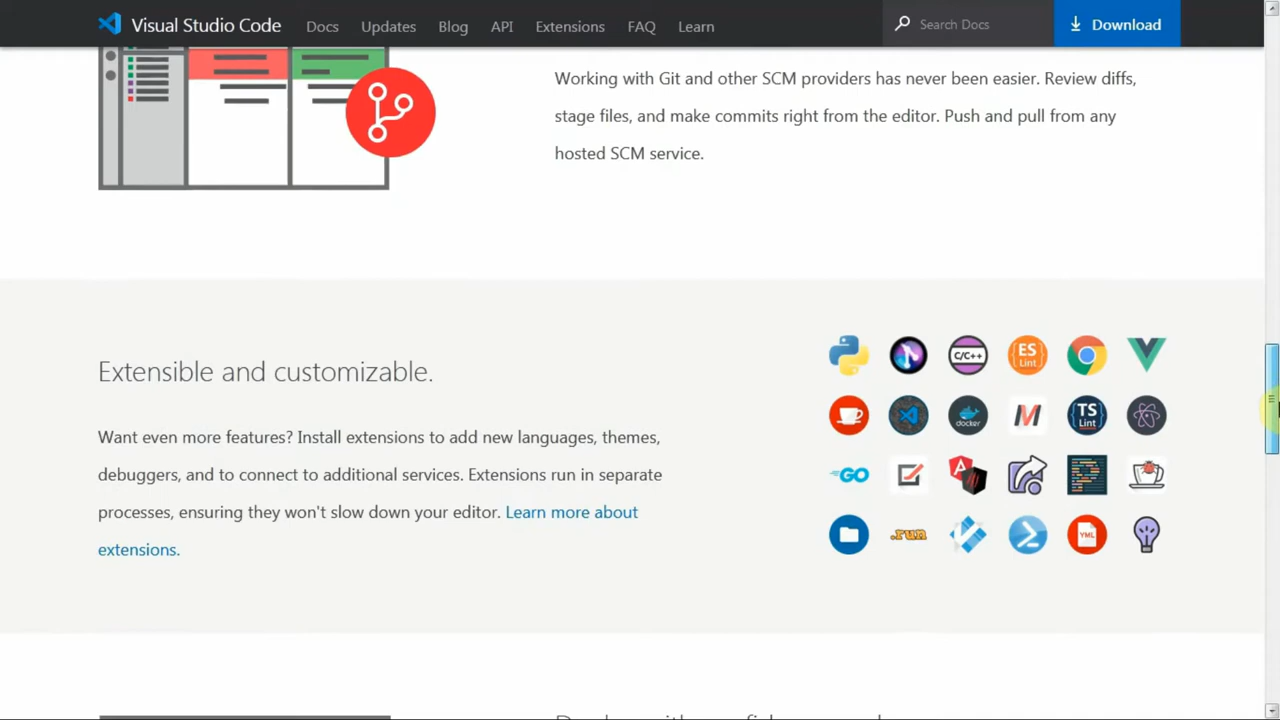 Visual Studio Code Docs Updates Blog API Extensions FAQ Learn Search Docs Download
Working with Git and other SCM providers has never been easier. Review diffs,
stage files, and make commits right from the editor. Push and pull from any
hosted SCM service.
Extensible and customizable.
Want even more features? Install extensions to add new languages, themes,
debuggers, and to connect to additional services. Extensions run in separate
processes, ensuring they won't slow down your editor. Learn more about
extensions.
C/C++
ES
Lint
docker
TS
Lint
GO
.run
YML